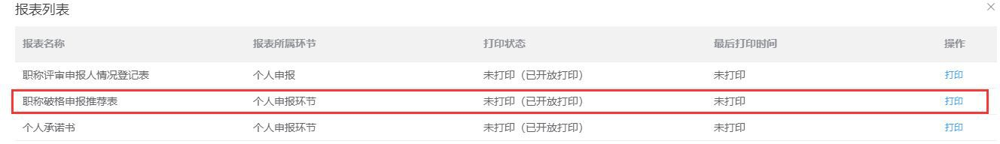 报表列表
报表名称 报表所属环节 打印状态 最后打印时间 操作
职称评审申报人情况登记表 个人申报 未打印（已开放打印） 未打印 打印
职称破格申报推荐表 个人申报环节 未打印（已开放打印） 未打印 打印
个人承诺书 个人申报环节 未打印（已开放打印） 未打印 打印